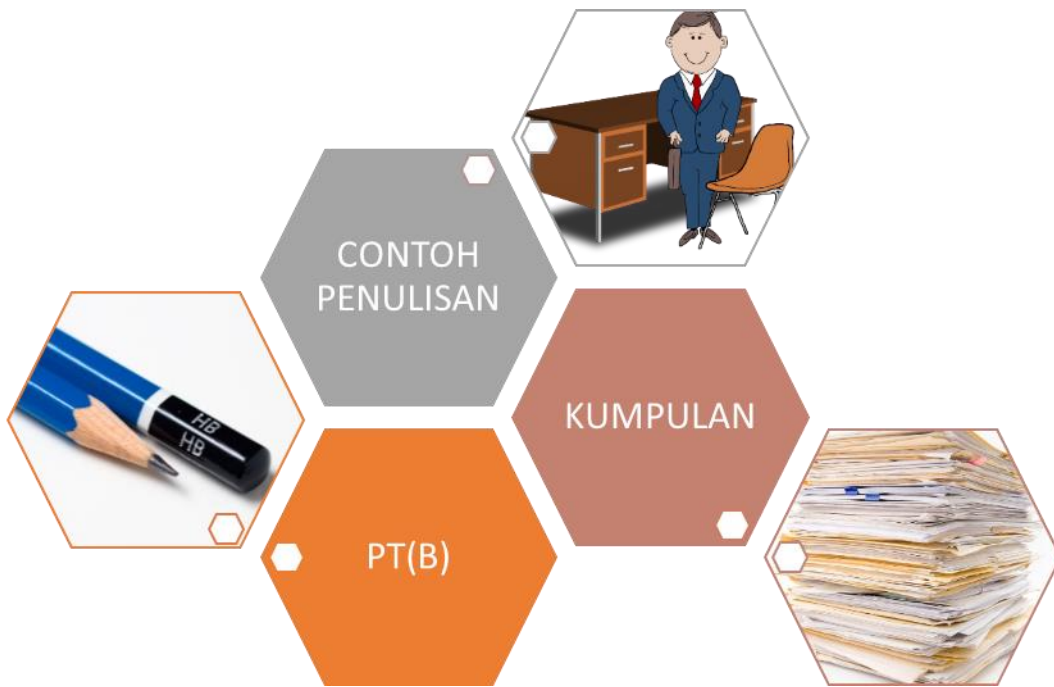 CONTOH
PENULISAN
KUMPULAN
HB
HB
PT(B)